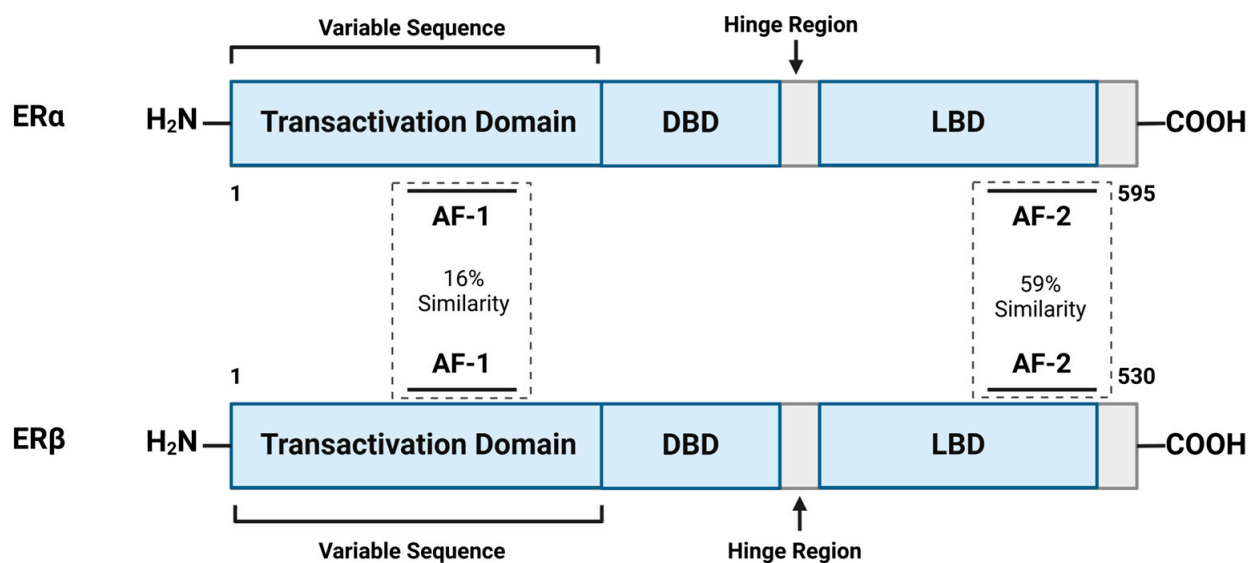 Variable Sequence
Hinge Region
ERα
H₂N
Transactivation Domain
DBD
LBD
COOH
1
595
AF-1
AF-2
16%
Similarity
59%
Similarity
AF-1
AF-2
1
530
ERβ
H₂N
Transactivation Domain
DBD
LBD
COOH
Variable Sequence
Hinge Region